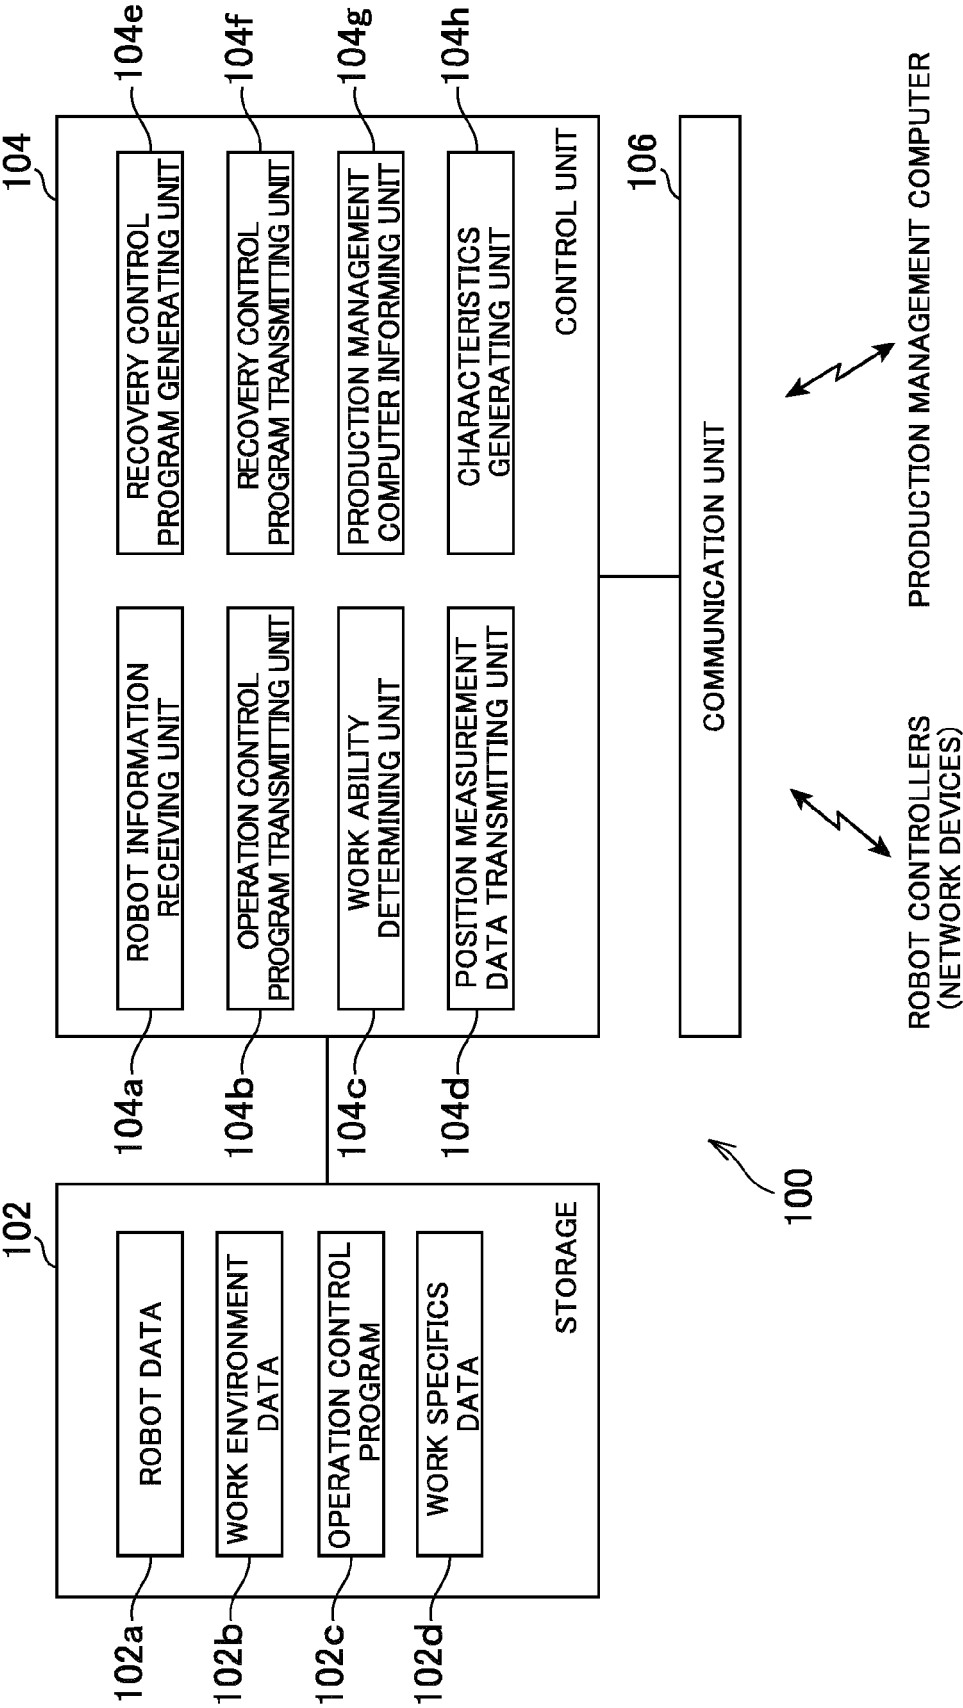 102
102a
ROBOT DATA
102b
WORK ENVIRONMENT
DATA
102c
OPERATION CONTROL
PROGRAM
102d
WORK SPECIFICS
DATA
STORAGE
104
104a
ROBOT INFORMATION
RECEIVING UNIT
104b
OPERATION CONTROL
PROGRAM TRANSMITTING UNIT
104c
WORK ABILITY
DETERMINING UNIT
104d
POSITION MEASUREMENT
DATA TRANSMITTING UNIT
RECOVERY CONTROL
PROGRAM GENERATING UNIT
104e
RECOVERY CONTROL
PROGRAM TRANSMITTING UNIT
104f
PRODUCTION MANAGEMENT
COMPUTER INFORMING UNIT
104g
CHARACTERISTICS
GENERATING UNIT
104h
CONTROL UNIT
106
COMMUNICATION UNIT
100
ROBOT CONTROLLERS
(NETWORK DEVICES)
PRODUCTION MANAGEMENT COMPUTER